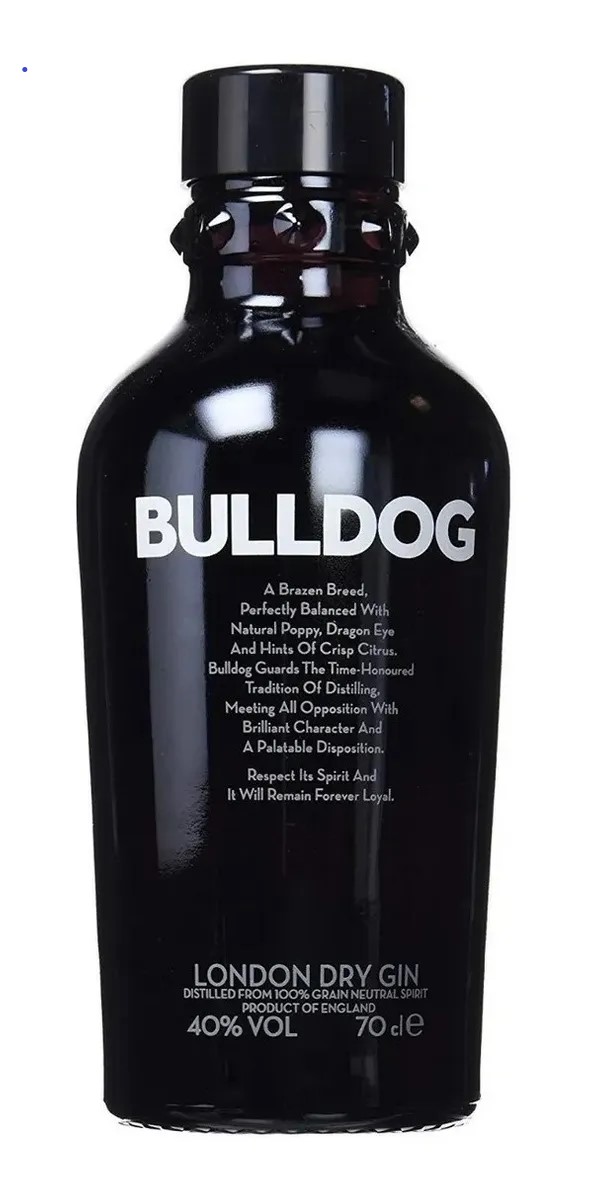 BULLDOG
A Brazen Breed,
Perfectly Balanced With
Natural Poppy, Dragon Eye
And Hints Of Crisp Citrus.
Bulldog Guards The Time-Honoured
Tradition Of Distilling,
Meeting All Opposition With
Brilliant Character And
A Palatable Disposition.
Respect Its Spirit And
It Will Remain Forever Loyal.
LONDON DRY GIN
DISTILLED FROM 100% GRAIN NEUTRAL SPIRIT
PRODUCT OF ENGLAND
40% VOL 70 cl e